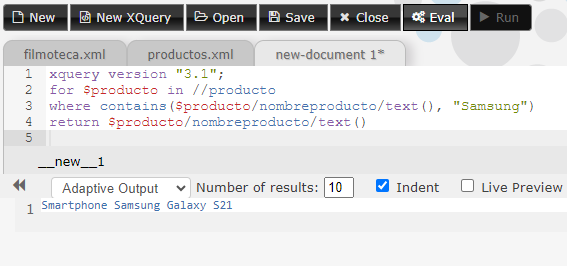 New New XQuery Open Save Close Eval Run
filmoteca.xml productos.xml new-document 1*
1 xquery version "3.1";
2 for $producto in //producto
3 where contains($producto/nombreproducto/text(), "Samsung")
4 return $producto/nombreproducto/text()
5
__new__1
Adaptive Output Number of results: 10 Indent Live Preview
1 Smartphone Samsung Galaxy S21